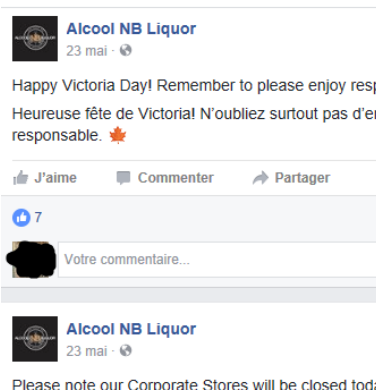 Alcool NB Liquor
23 mai ·
Happy Victoria Day! Remember to please enjoy
Heureuse fête de Victoria! N'oubliez surtout pas
responsable.
J'aime Commenter Partager
7
Votre commentaire...
Alcool NB Liquor
23 mai ·
Please note our Corporate Stores will be closed